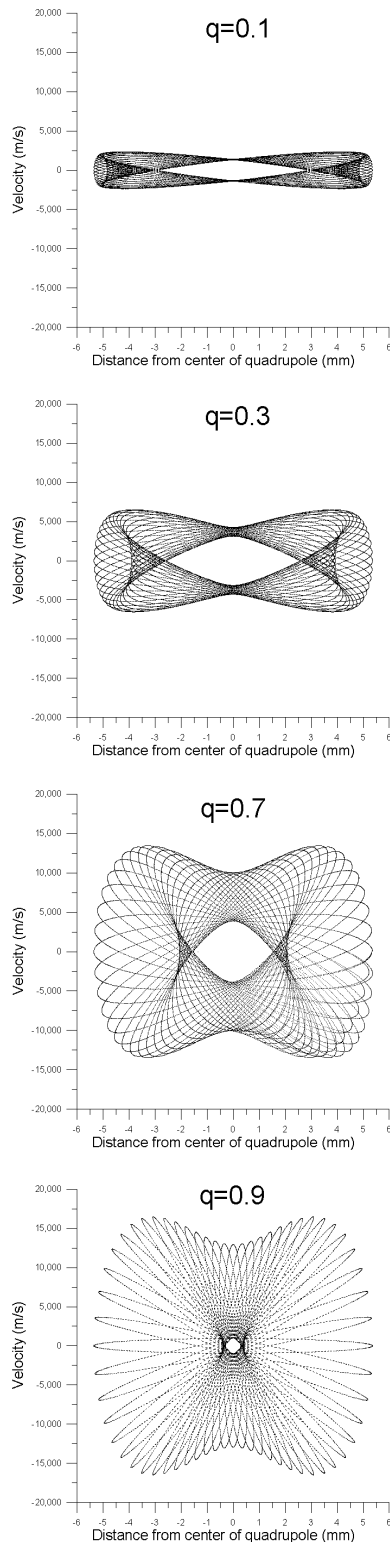 q=0.1
20,000
15,000
10,000
5,000
0
-5,000
-10,000
-15,000
-20,000
Velocity (m/s)
-6 -5 -4 -3 -2 -1 0 1 2 3 4 5 6
Distance from center of quadrupole (mm)
q=0.3
20,000
15,000
10,000
5,000
0
-5,000
-10,000
-15,000
-20,000
Velocity (m/s)
-6 -5 -4 -3 -2 -1 0 1 2 3 4 5 6
Distance from center of quadrupole (mm)
q=0.7
20,000
15,000
10,000
5,000
0
-5,000
-10,000
-15,000
-20,000
Velocity (m/s)
-6 -5 -4 -3 -2 -1 0 1 2 3 4 5 6
Distance from center of quadrupole (mm)
q=0.9
20,000
15,000
10,000
5,000
0
-5,000
-10,000
-15,000
-20,000
Velocity (m/s)
-6 -5 -4 -3 -2 -1 0 1 2 3 4 5 6
Distance from center of quadrupole (mm)